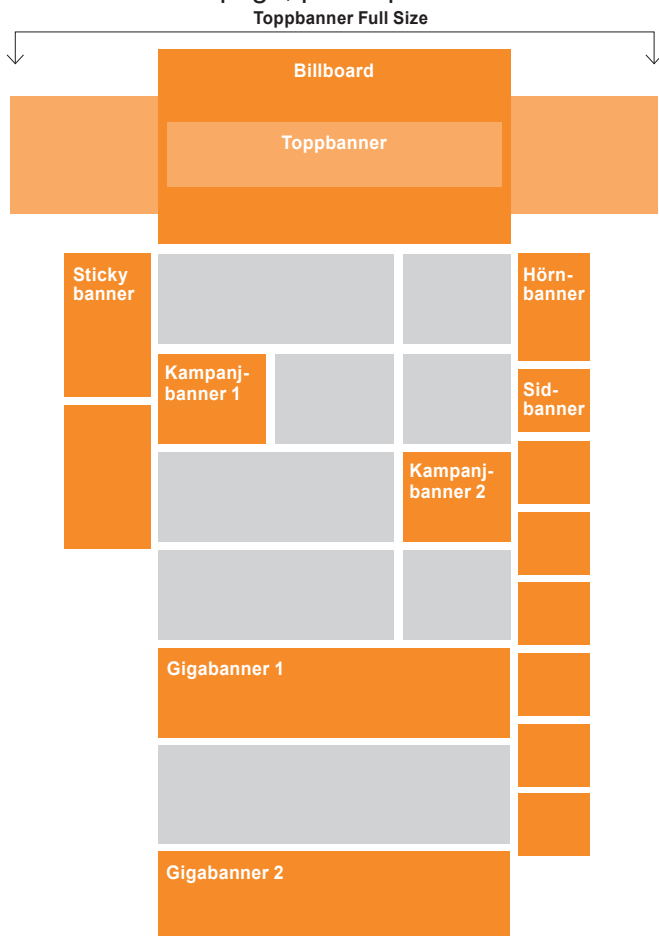 Toppbanner Full Size
Billboard
Toppbanner
Sticky
banner
Hörn-
banner
Kampanj-
banner 1
Sid-
banner
Kampanj-
banner 2
Gigabanner 1
Gigabanner 2